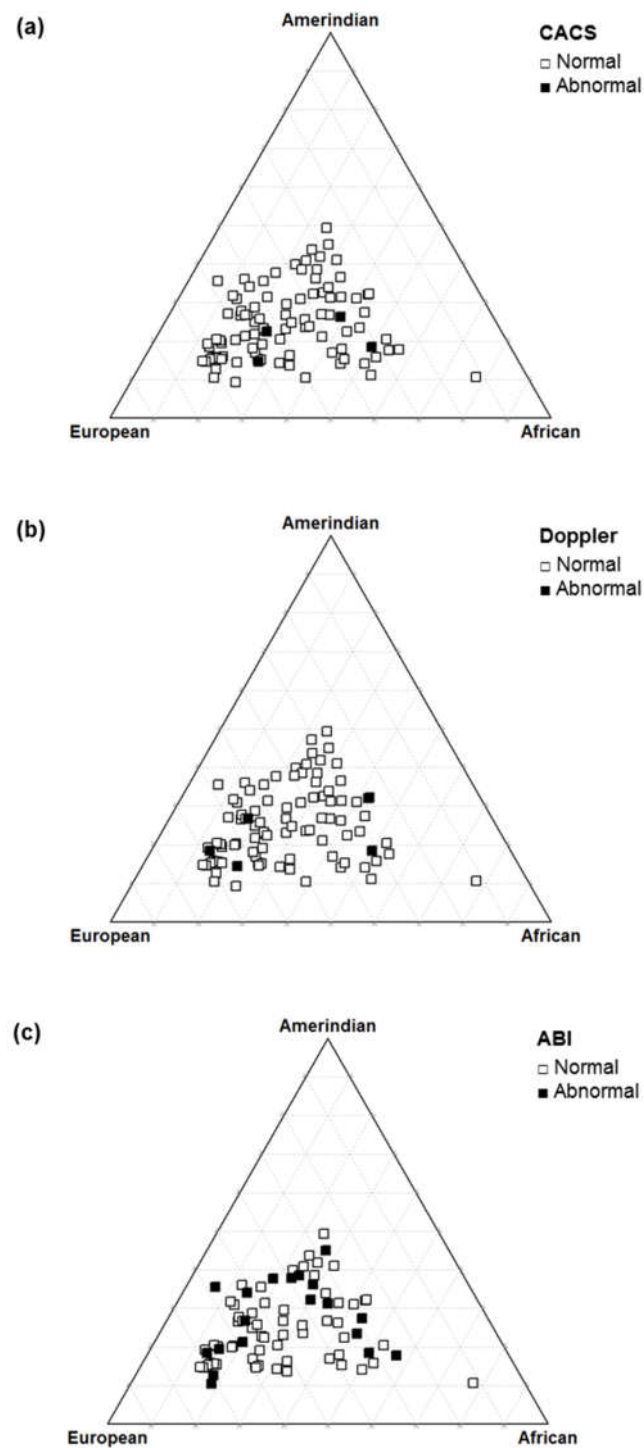 (a)
Amerindian
CACS
□ Normal
■ Abnormal
European
African
(b)
Amerindian
Doppler
□ Normal
■ Abnormal
European
African
(c)
Amerindian
ABI
□ Normal
■ Abnormal
European
African